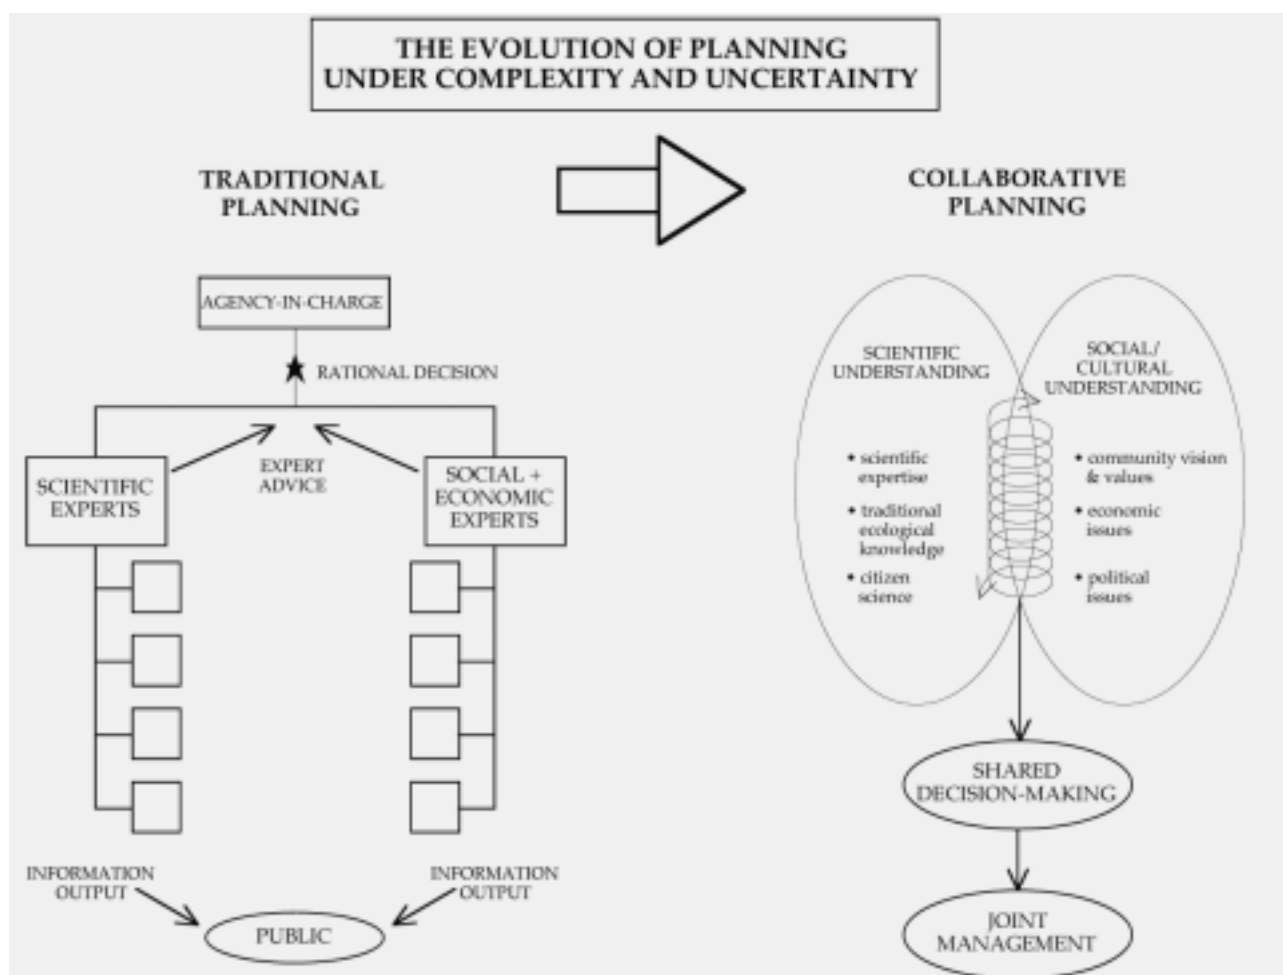 THE EVOLUTION OF PLANNING
UNDER COMPLEXITY AND UNCERTAINTY
TRADITIONAL
PLANNING
COLLABORATIVE
PLANNING
AGENCY-IN-CHARGE
RATIONAL DECISION
EXPERT
ADVICE
SCIENTIFIC
EXPERTS
SOCIAL +
ECONOMIC
EXPERTS
INFORMATION
OUTPUT
INFORMATION
OUTPUT
PUBLIC
SCIENTIFIC
UNDERSTANDING
• scientific
expertise
• traditional
ecological
knowledge
• citizen
science
SOCIAL/
CULTURAL
UNDERSTANDING
• community vision
& values
• economic
issues
• political
issues
SHARED
DECISION-MAKING
JOINT
MANAGEMENT